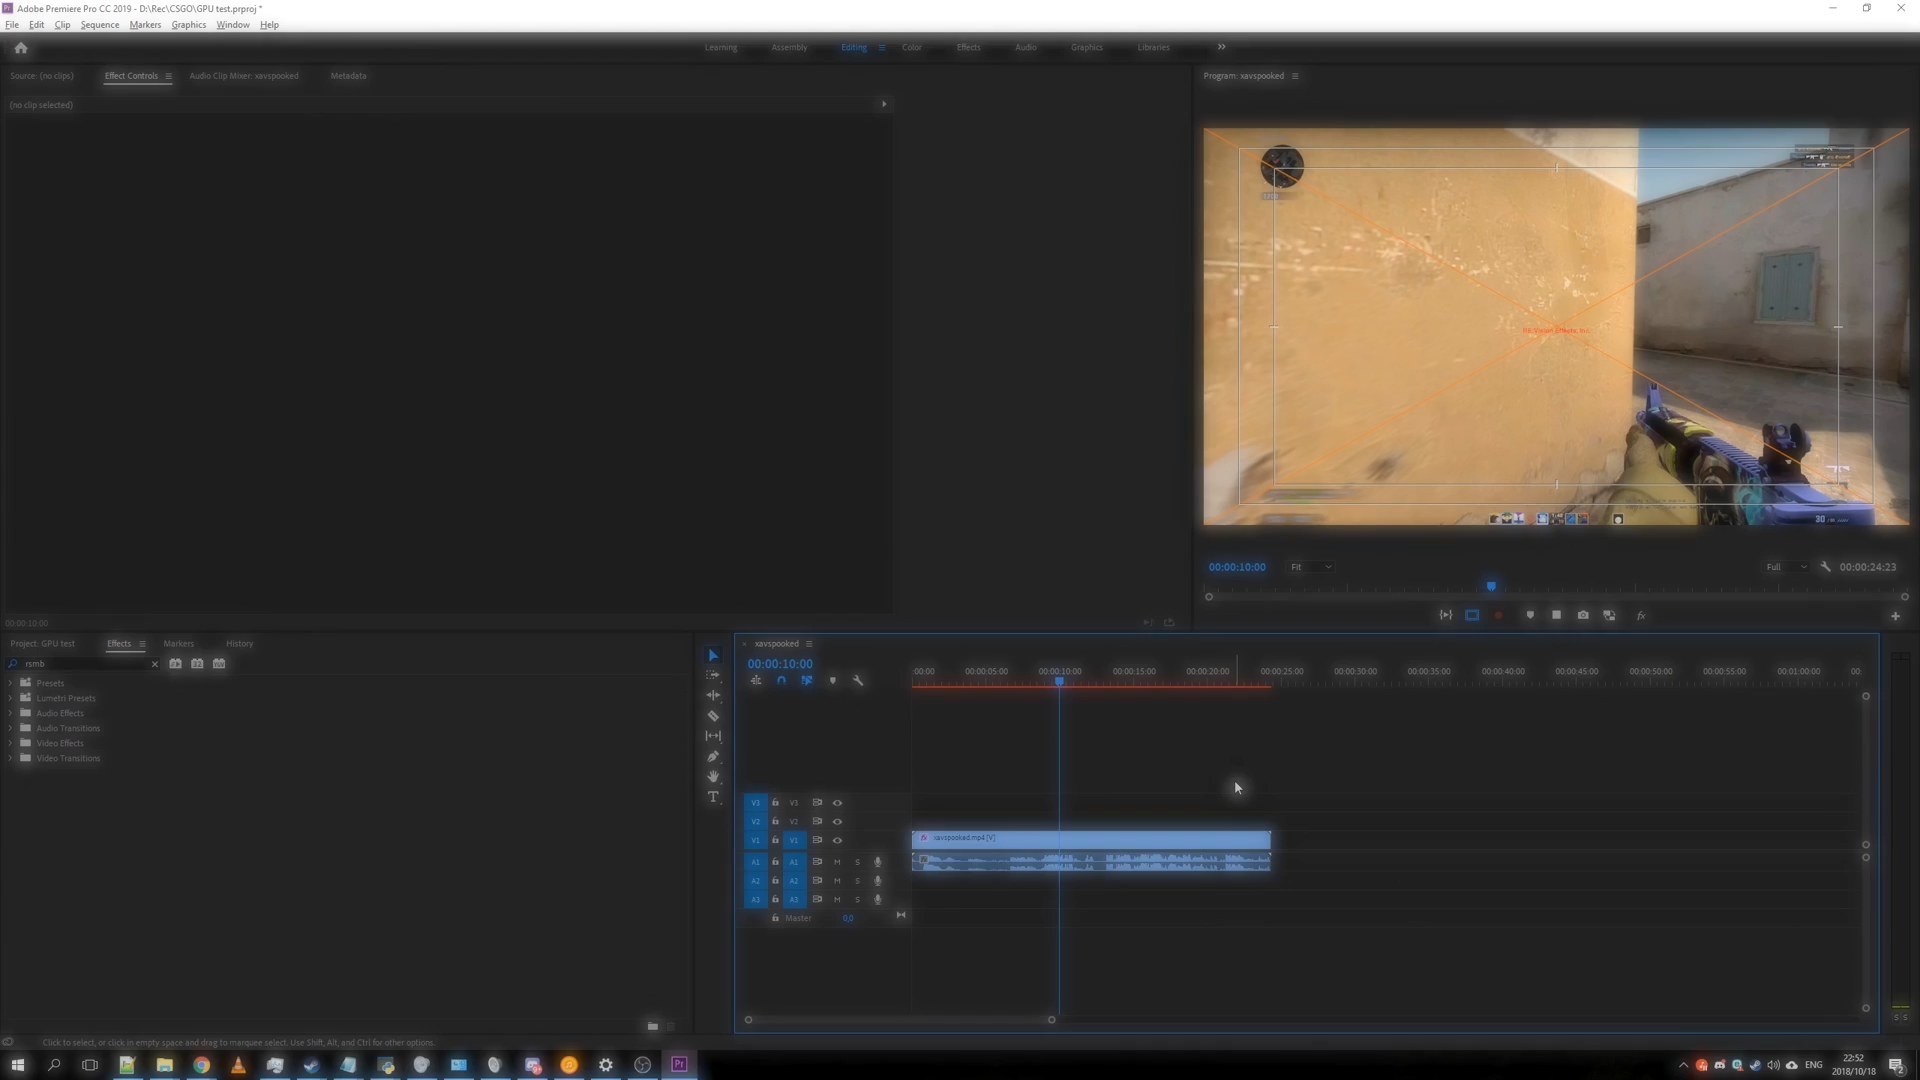 Adobe Premiere Pro CC 2019 - D:\Rec\CSGO\GPU test.prproj *
File Edit Clip Sequence Markers Graphics Window Help
Learning Assembly Editing Color Effects Audio Graphics Libraries
Source: (no clips) Effect Controls Audio Clip Mixer: xavspooked Metadata
Program: xavspooked
(no clip selected)
30
00:00:10:00 Fit Full 00:00:24:23
00:00:10:00
Project: GPU test Effects Markers History
rsmb
Presets
Lumetri Presets
Audio Effects
Audio Transitions
Video Effects
Video Transitions
xavspooked
00:00:10:00
:00:00 00:00:05:00 00:00:10:00 00:00:15:00 00:00:20:00 00:00:25:00 00:00:30:00 00:00:35:00 00:00:40:00 00:00:45:00 00:00:50:00 00:00:55:00 00:01:00:00 00
V3 V3
V2 V2
V1 V1 fx xavspooked.mp4 [V]
A1 A1 M S
A2 A2 M S
A3 A3 M S
Master 0,0
S S
Click to select, or click in empty space and drag to marquee select. Use Shift, Alt, and Ctrl for other options.
Pr
ENG
22:52
2018/10/18